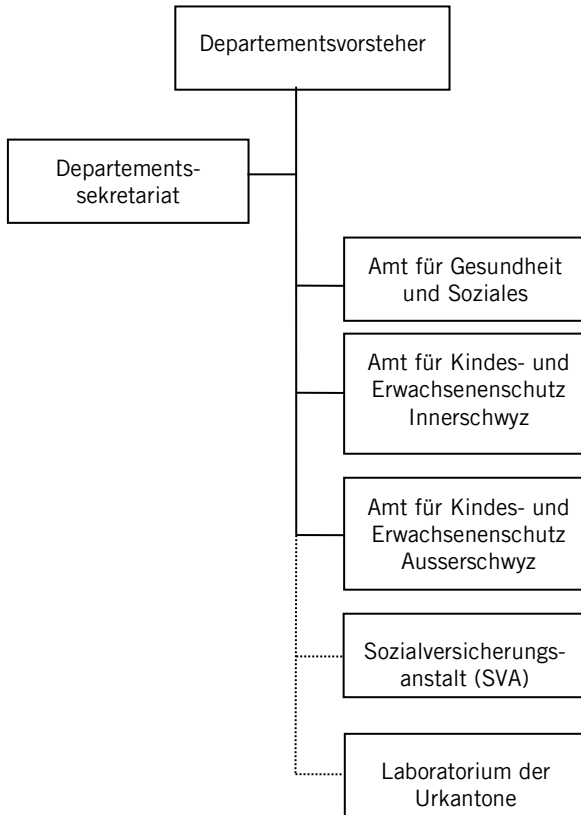 Departementsvorsteher
Departements-
sekretariat
Amt für Gesundheit
und Soziales
Amt für Kindes- und
Erwachsenenschutz
Innerschwyz
Amt für Kindes- und
Erwachsenenschutz
Ausserschwyz
Sozialversicherungs-
anstalt (SVA)
Laboratorium der
Urkantone